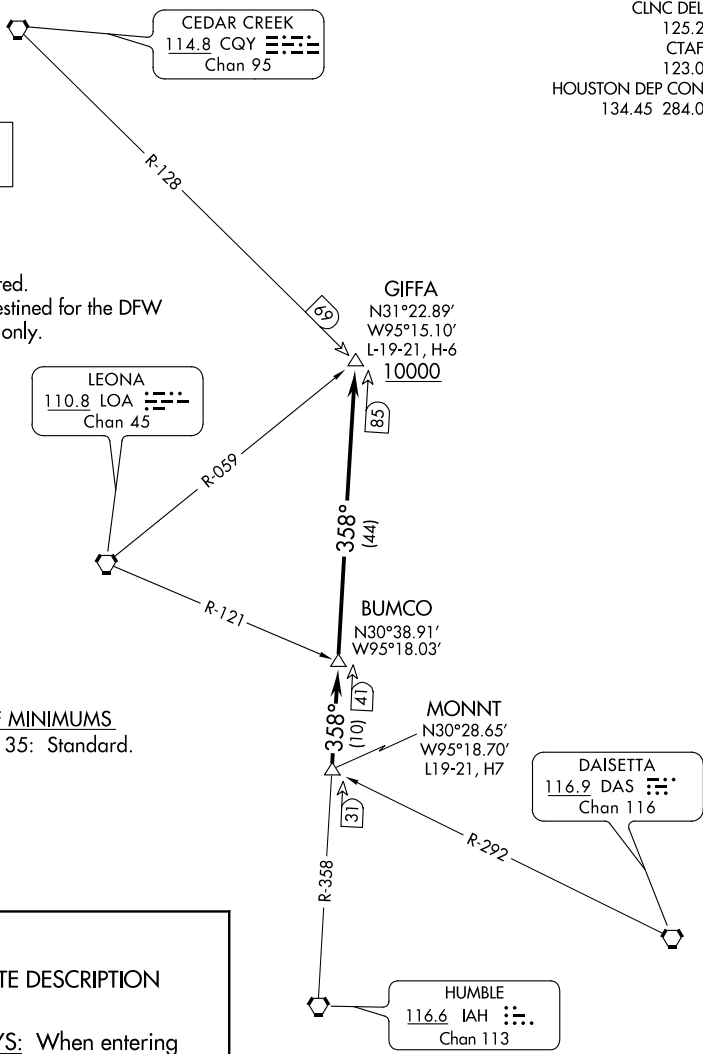 CEDAR CREEK
114.8 CQY
Chan 95
CLNC DEL
125.2
CTAF
123.0
HOUSTON DEP CON
134.45 284.0
R-128
red.
estined for the DFW
only.
69
GIFFA
N31°22.89'
W95°15.10'
L-19-21, H-6
10000
LEONA
110.8 LOA
Chan 45
85
R-059
358°
(44)
R-121
BUMCO
N30°38.91'
W95°18.03'
41
MINIMUMS
35: Standard.
358°
(10)
MONNT
N30°28.65'
W95°18.70'
L19-21, H7
DAISETTA
116.9 DAS
Chan 116
31
R-292
R-358
TE DESCRIPTION
HUMBLE
116.6 IAH
Chan 113
YS: When entering